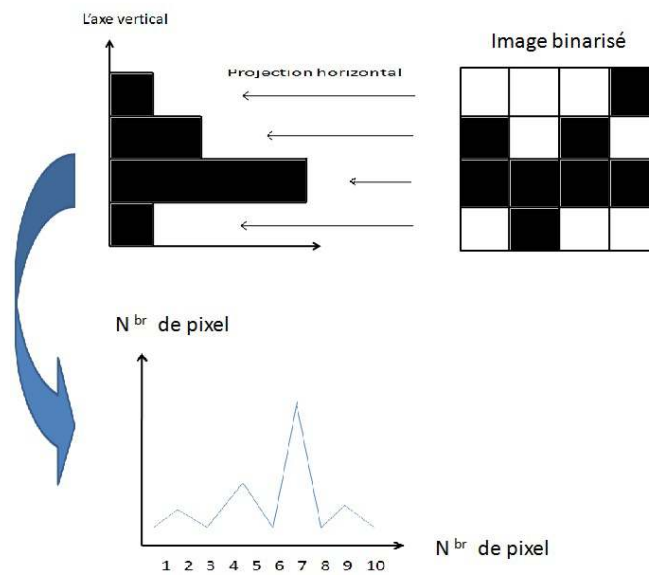 L'axe vertical
Image binarisé
Projection horizontal
N br de pixel
1 2 3 4 5 6 7 8 9 10
N br de pixel